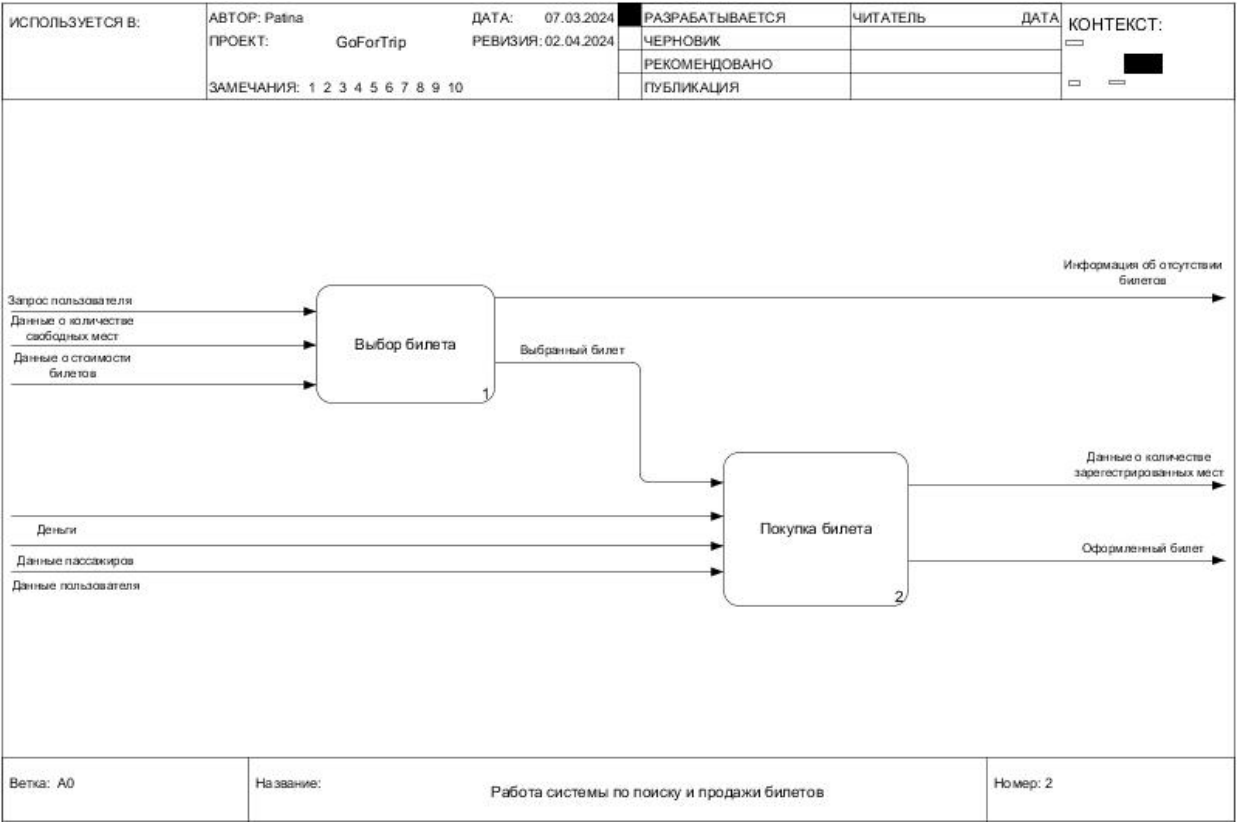 ИСПОЛЬЗУЕТСЯ В:
АВТОР: Patina
ДАТА: 07.03.2024
ПРОЕКТ: GoForTrip
РЕВИЗИЯ: 02.04.2024
ЗАМЕЧАНИЯ: 1 2 3 4 5 6 7 8 9 10
РАЗРАБАТЫВАЕТСЯ
ЧЕРНОВИК
РЕКОМЕНДОВАНО
ПУБЛИКАЦИЯ
ЧИТАТЕЛЬ
ДАТА
КОНТЕКСТ:
Информация об отсутствии
билетов
Запрос пользователя
Данные о количестве
свободных мест
Данные о стоимости
билетов
Выбор билета
1
Выбранный билет
Данные о количестве
зарегестрированных мест
Деньги
Данные пассажиров
Данные пользователя
Покупка билета
2
Оформленный билет
Ветка: A0
Название:
Работа системы по поиску и продажи билетов
Номер: 2